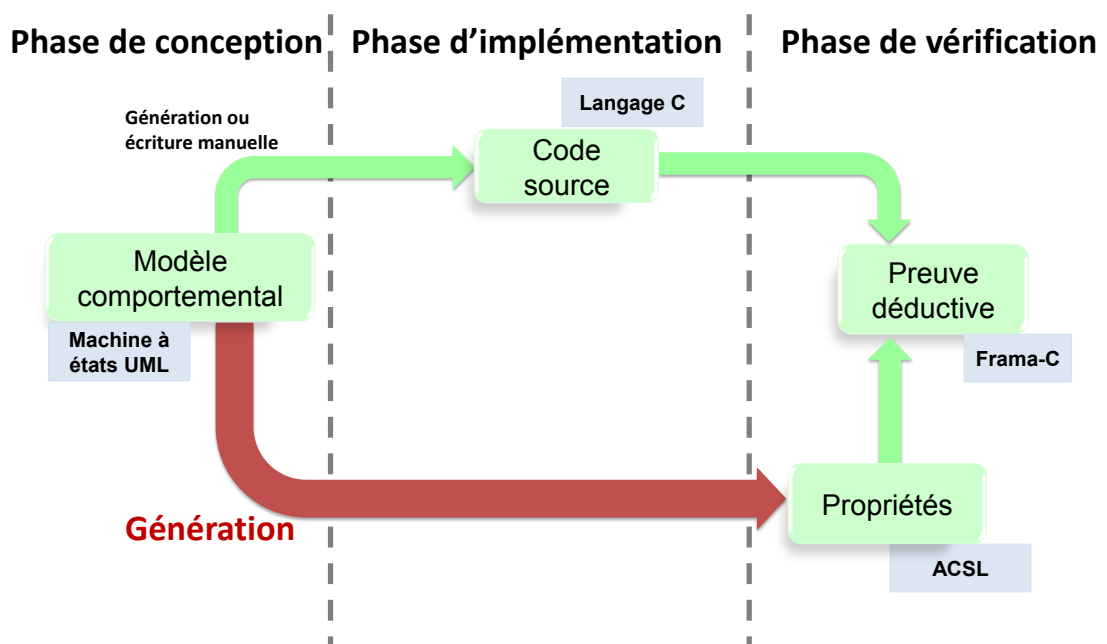 Phase de conception
Phase d’implémentation
Phase de vérification
Génération ou
écriture manuelle
Langage C
Code
source
Modèle
comportemental
Machine à
états UML
Preuve
déductive
Frama-C
Génération
Propriétés
ACSL